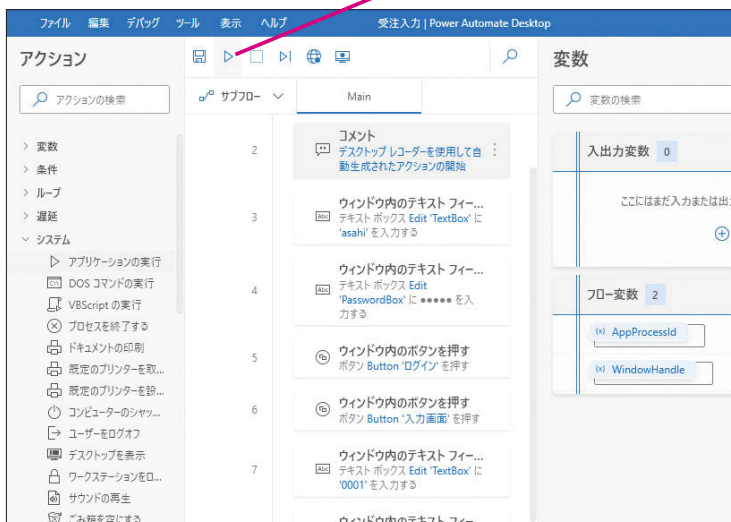 ファイル 編集 デバッグ ツール 表示 ヘルプ 受注入力 | Power Automate Desktop
アクション
アクションの検索
変数
条件
ループ
遅延
システム
アプリケーションの実行
DOS コマンドの実行
VBScript の実行
プロセスを終了する
ドキュメントの印刷
既定のプリンターを取...
既定のプリンターを設...
コンピューターのシャッ...
ユーザーをログオフ
デスクトップを表示
ワークステーションをロ...
サウンドの再生
ごみ箱を空にする
サブフロー
Main
2
コメント
デスクトップ レコーダーを使用して自
動生成されたアクションの開始
3
ウィンドウ内のテキスト フィー...
テキスト ボックス Edit 'TextBox' に
'asahi' を入力する
4
ウィンドウ内のテキスト フィー...
テキスト ボックス Edit
'PasswordBox' に ●●●●● を入
力する
5
ウィンドウ内のボタンを押す
ボタン Button 'ログイン' を押す
6
ウィンドウ内のボタンを押す
ボタン Button '入力画面' を押す
7
ウィンドウ内のテキスト フィー...
テキスト ボックス Edit 'TextBox' に
'0001' を入力する
ウィンドウ内のテキスト フィー
変数
変数の検索
入出力変数 0
ここにはまだ入力または出
フロー変数 2
(x) AppProcessId
(x) WindowHandle